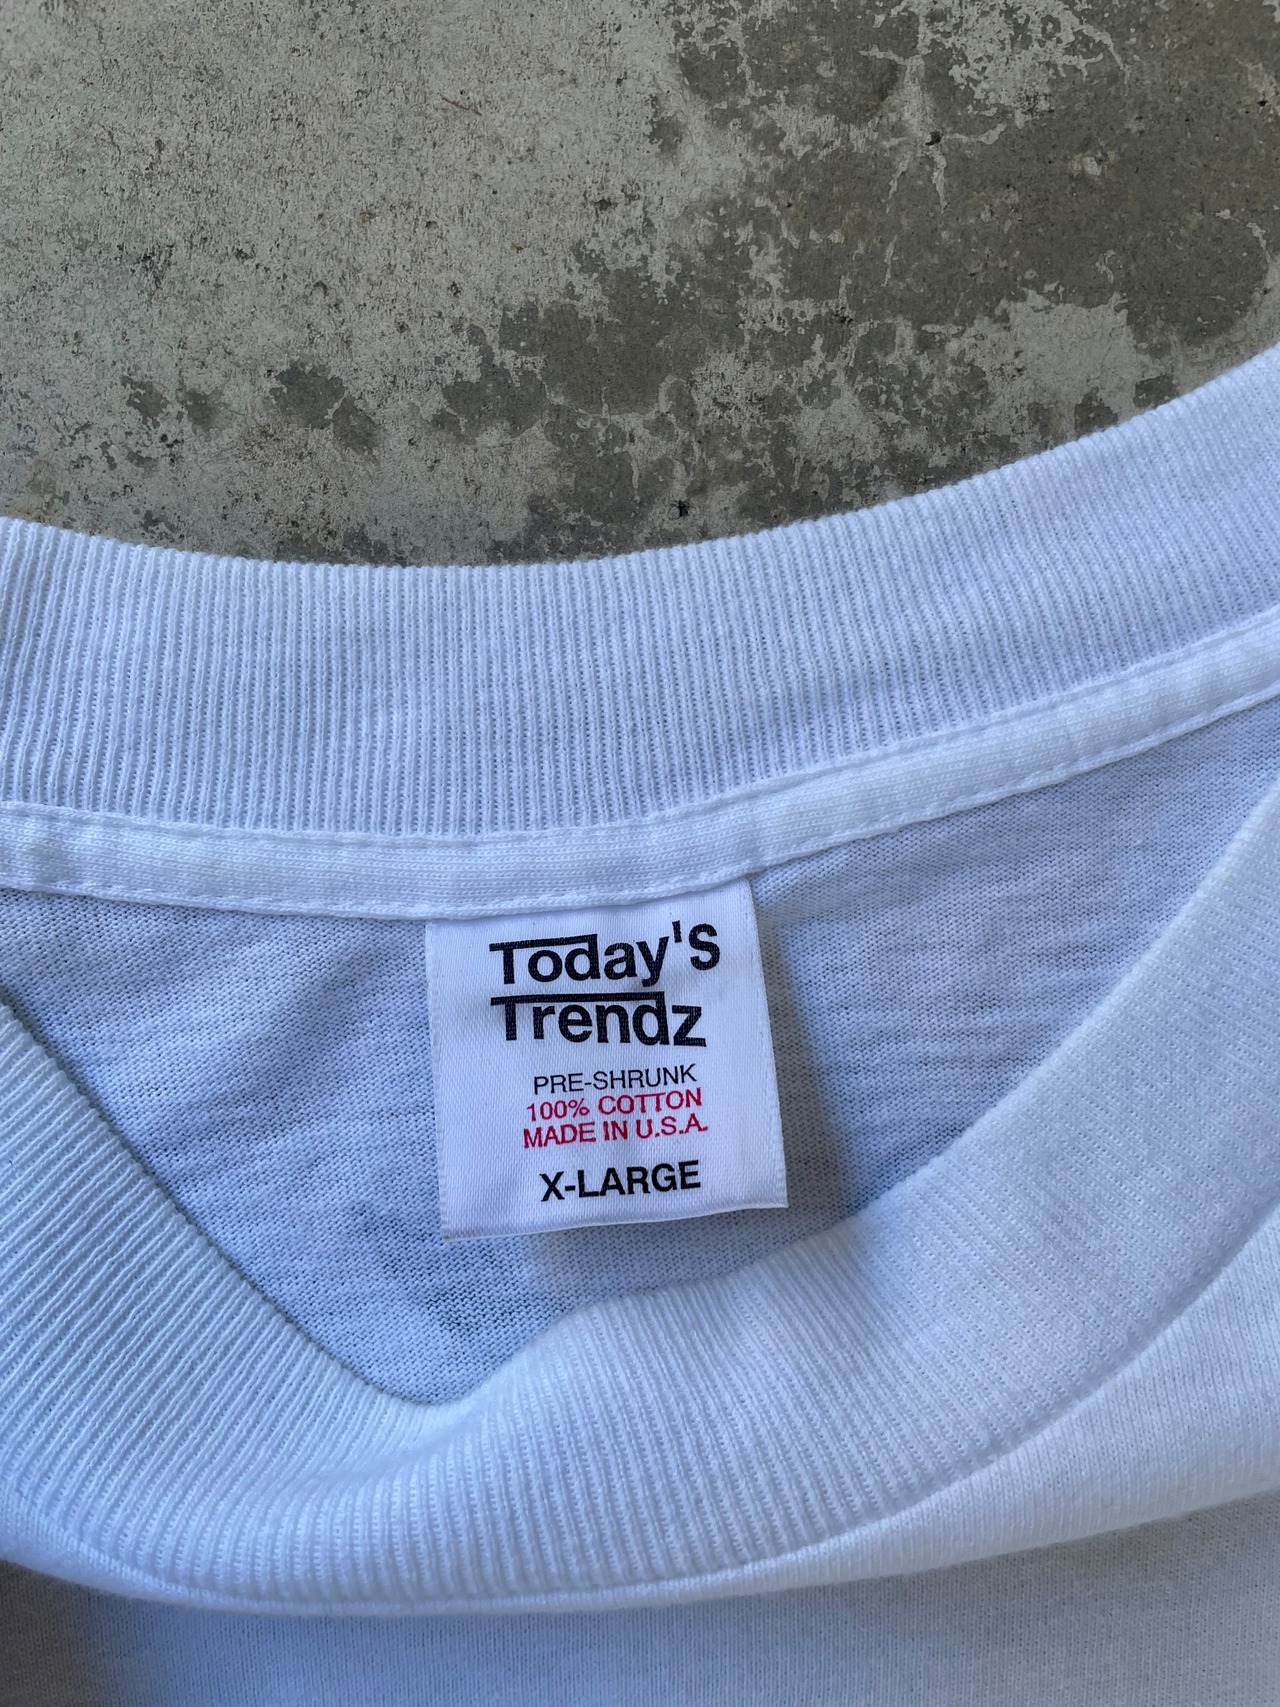 Today'S
Trendz
PRE-SHRUNK
100% COTTON
MADE IN U.S.A.
X-LARGE